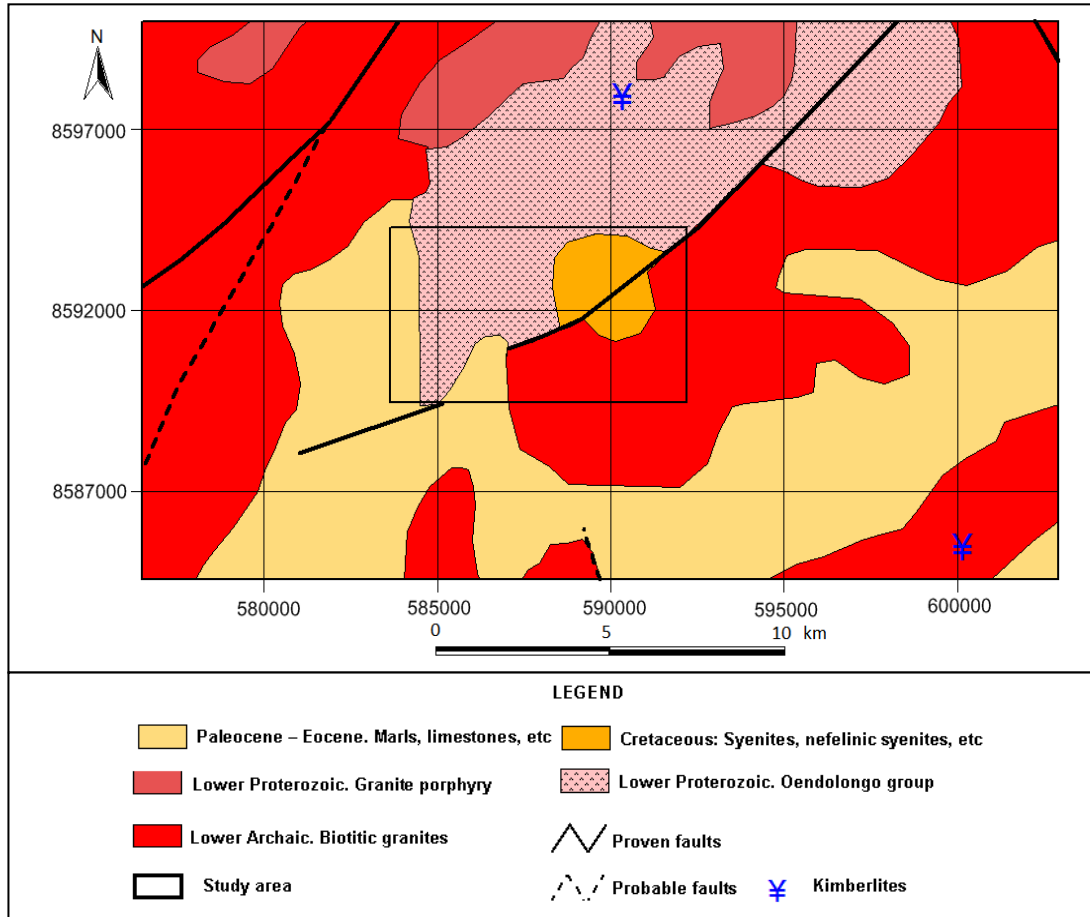 N
8597000
8592000
8587000
580000 585000 590000 595000 600000
0 5 10 km
LEGEND
Paleocene – Eocene. Marls, limestones, etc
Cretaceous: Syenites, nefelinic syenites, etc
Lower Proterozoic. Granite porphyry
Lower Proterozoic. Oendolongo group
Lower Archaic. Biotitic granites
Proven faults
Study area
Probable faults
¥ Kimberlites